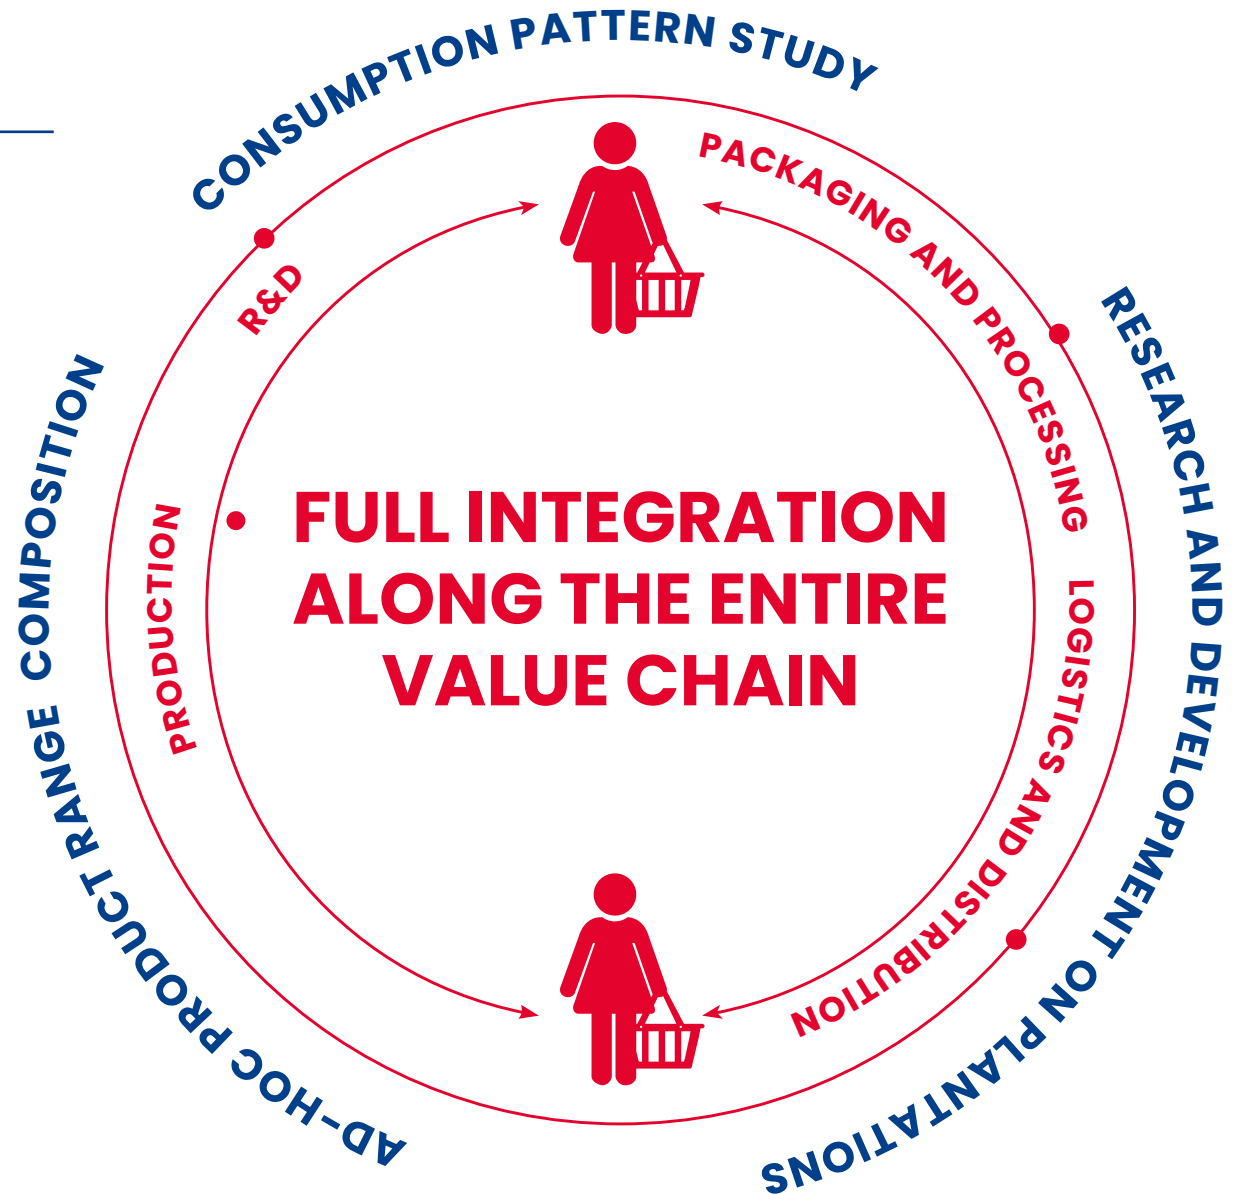 CONSUMPTION PATTERN STUDY
RESEARCH AND DEVELOPMENT ON PLANTATIONS
AD-HOC PRODUCT RANGE COMPOSITION
R&D
PACKAGING AND PROCESSING
LOGISTICS AND DISTRIBUTION
PRODUCTION
FULL INTEGRATION
ALONG THE ENTIRE
VALUE CHAIN